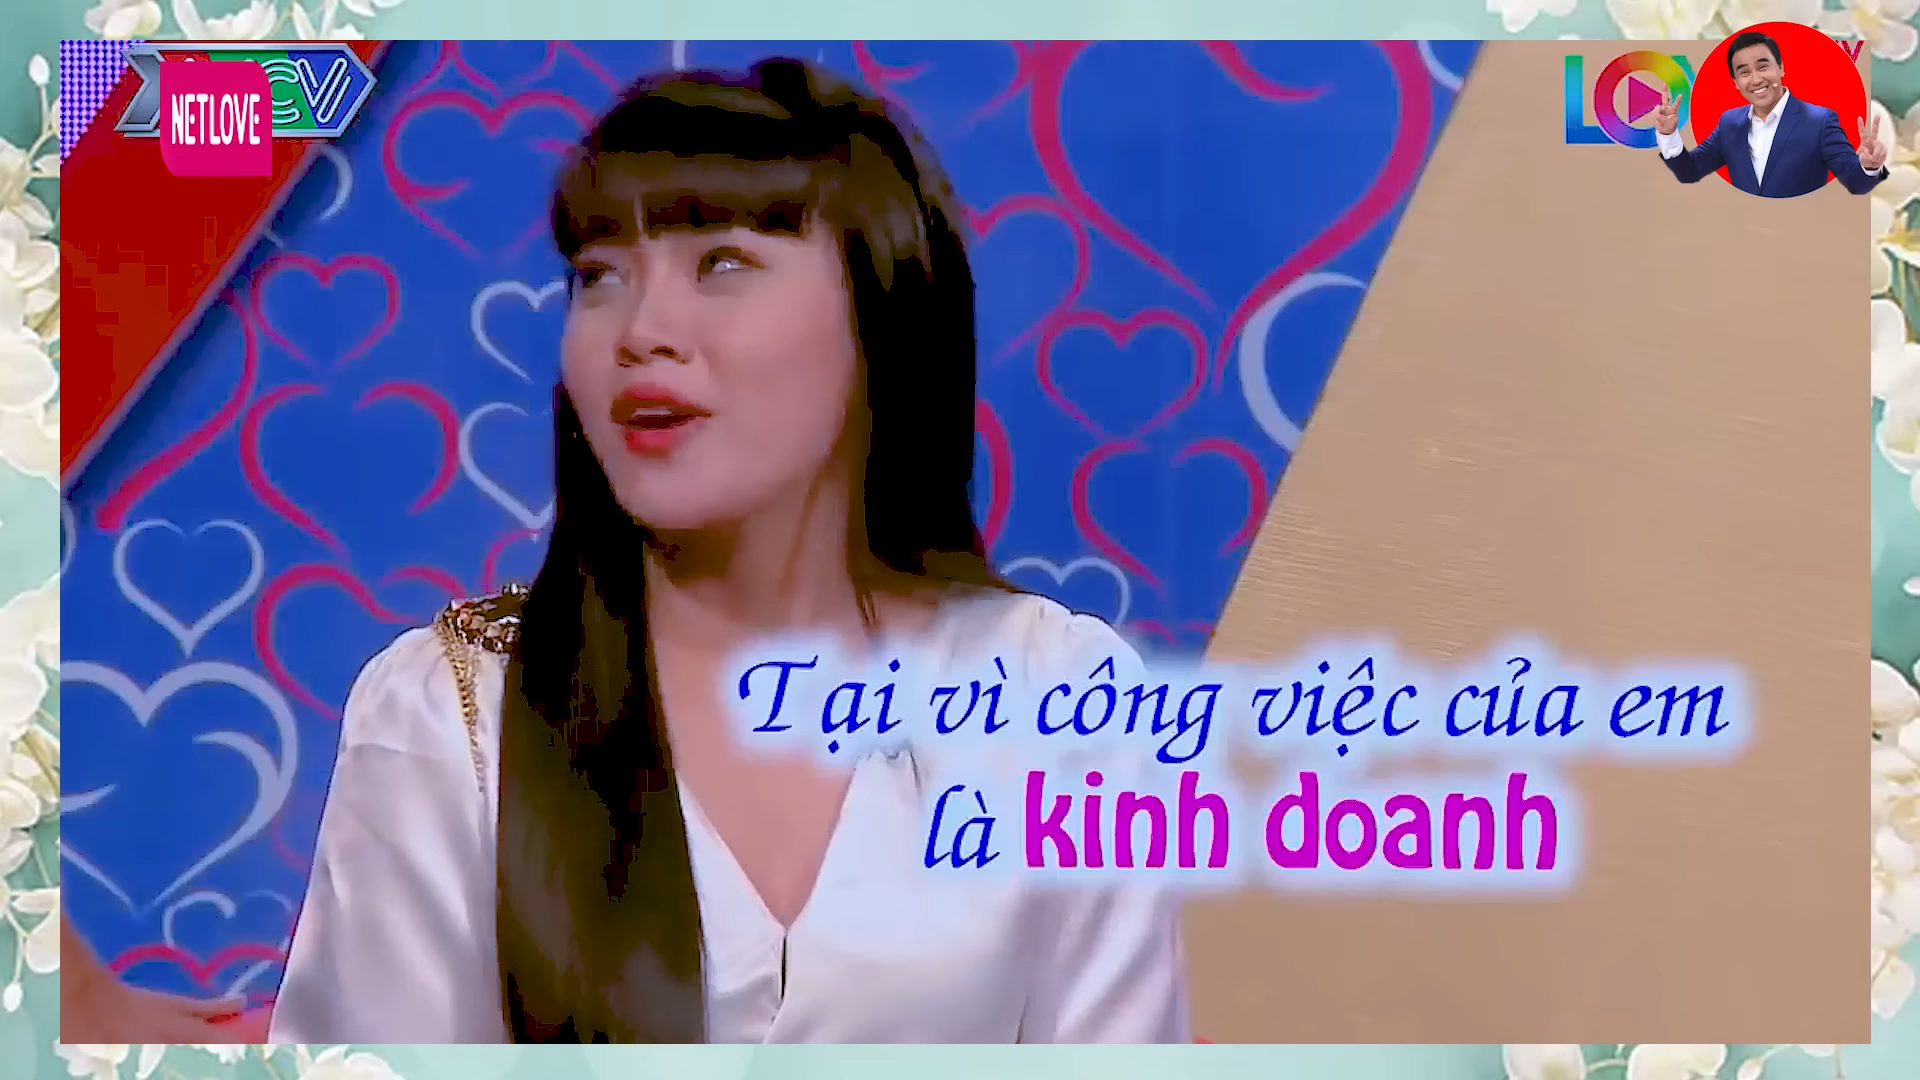 NETLOVE
Tại vì công việc của em
là kinh doanh